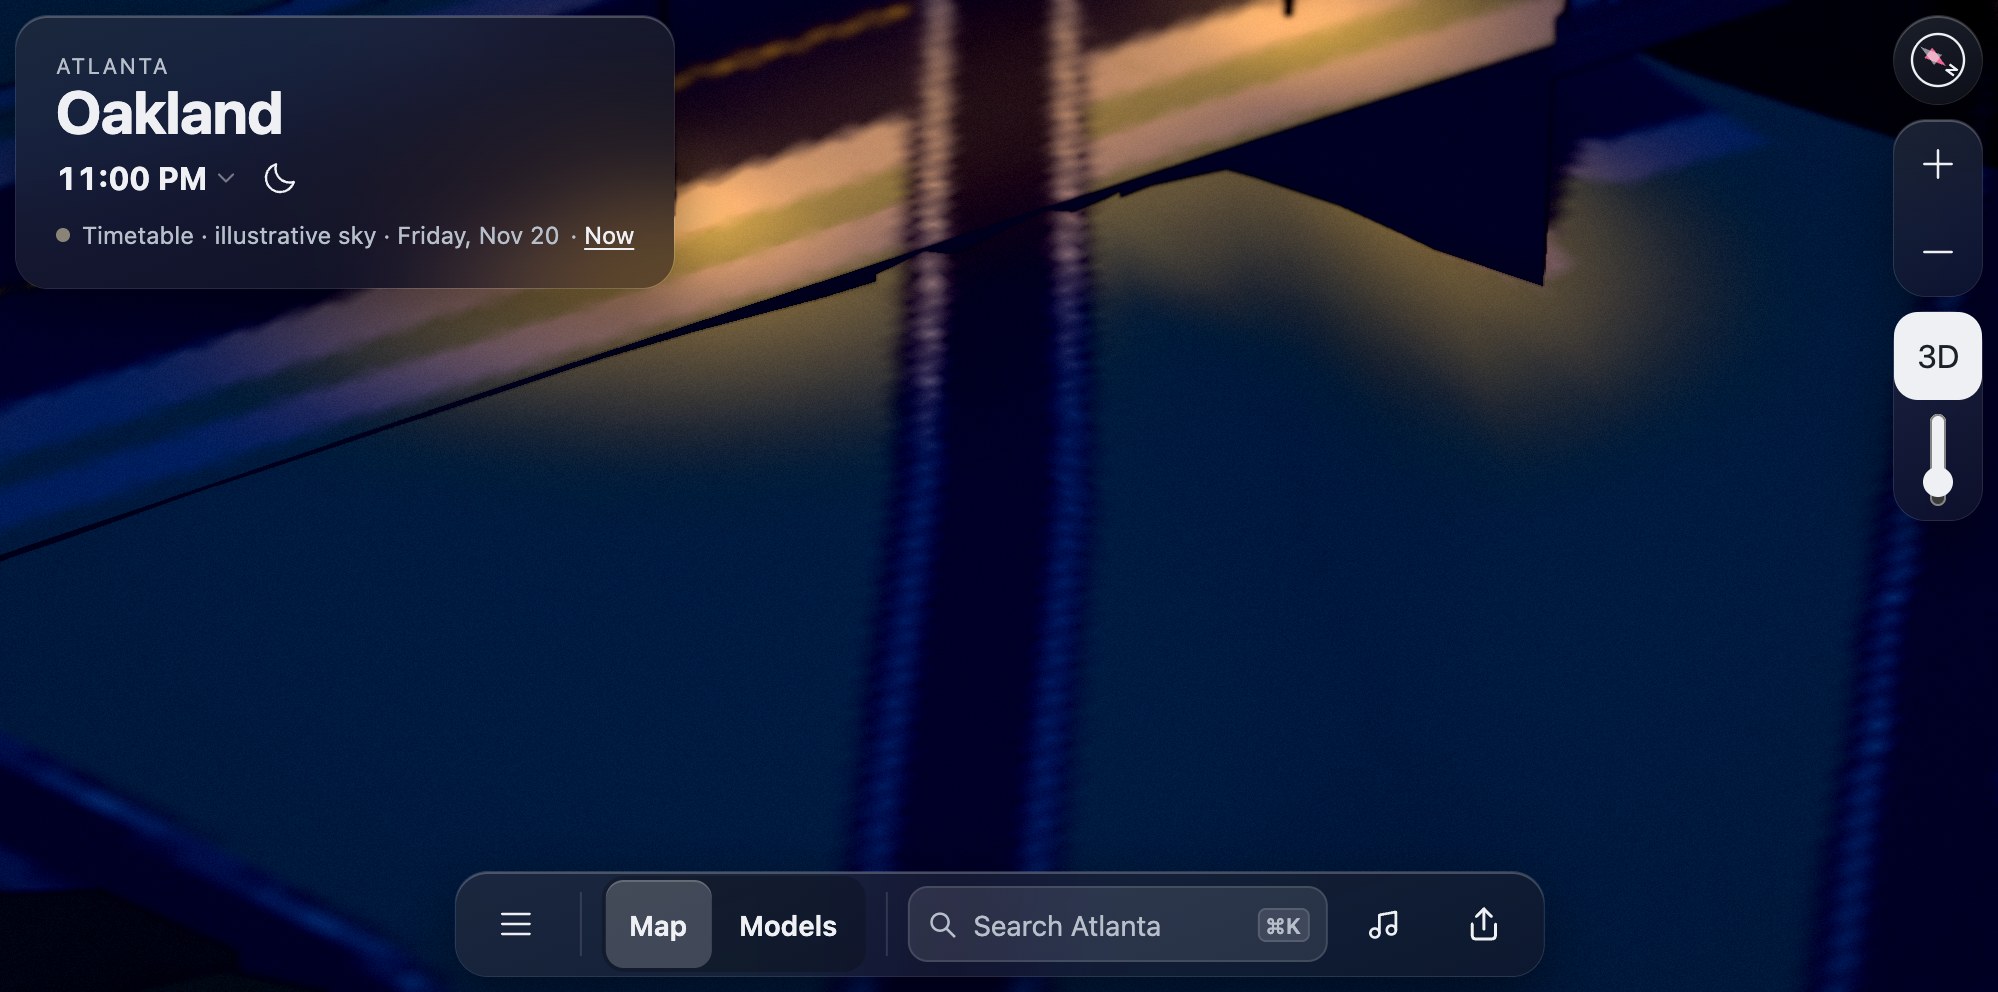 ATLANTA
Oakland
11:00 PM
Timetable · illustrative sky · Friday, Nov 20 · Now
N
3D
Map
Models
Search Atlanta
⌘K